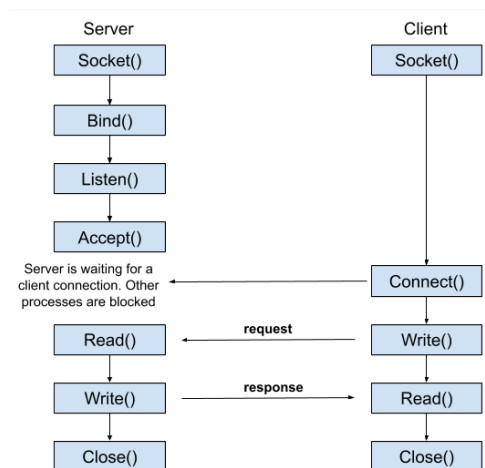 Server
Client
Socket()
Socket()
Bind()
Listen()
Accept()
Server is waiting for a
client connection. Other
processes are blocked
Connect()
Read()
request
Write()
Write()
response
Read()
Close()
Close()